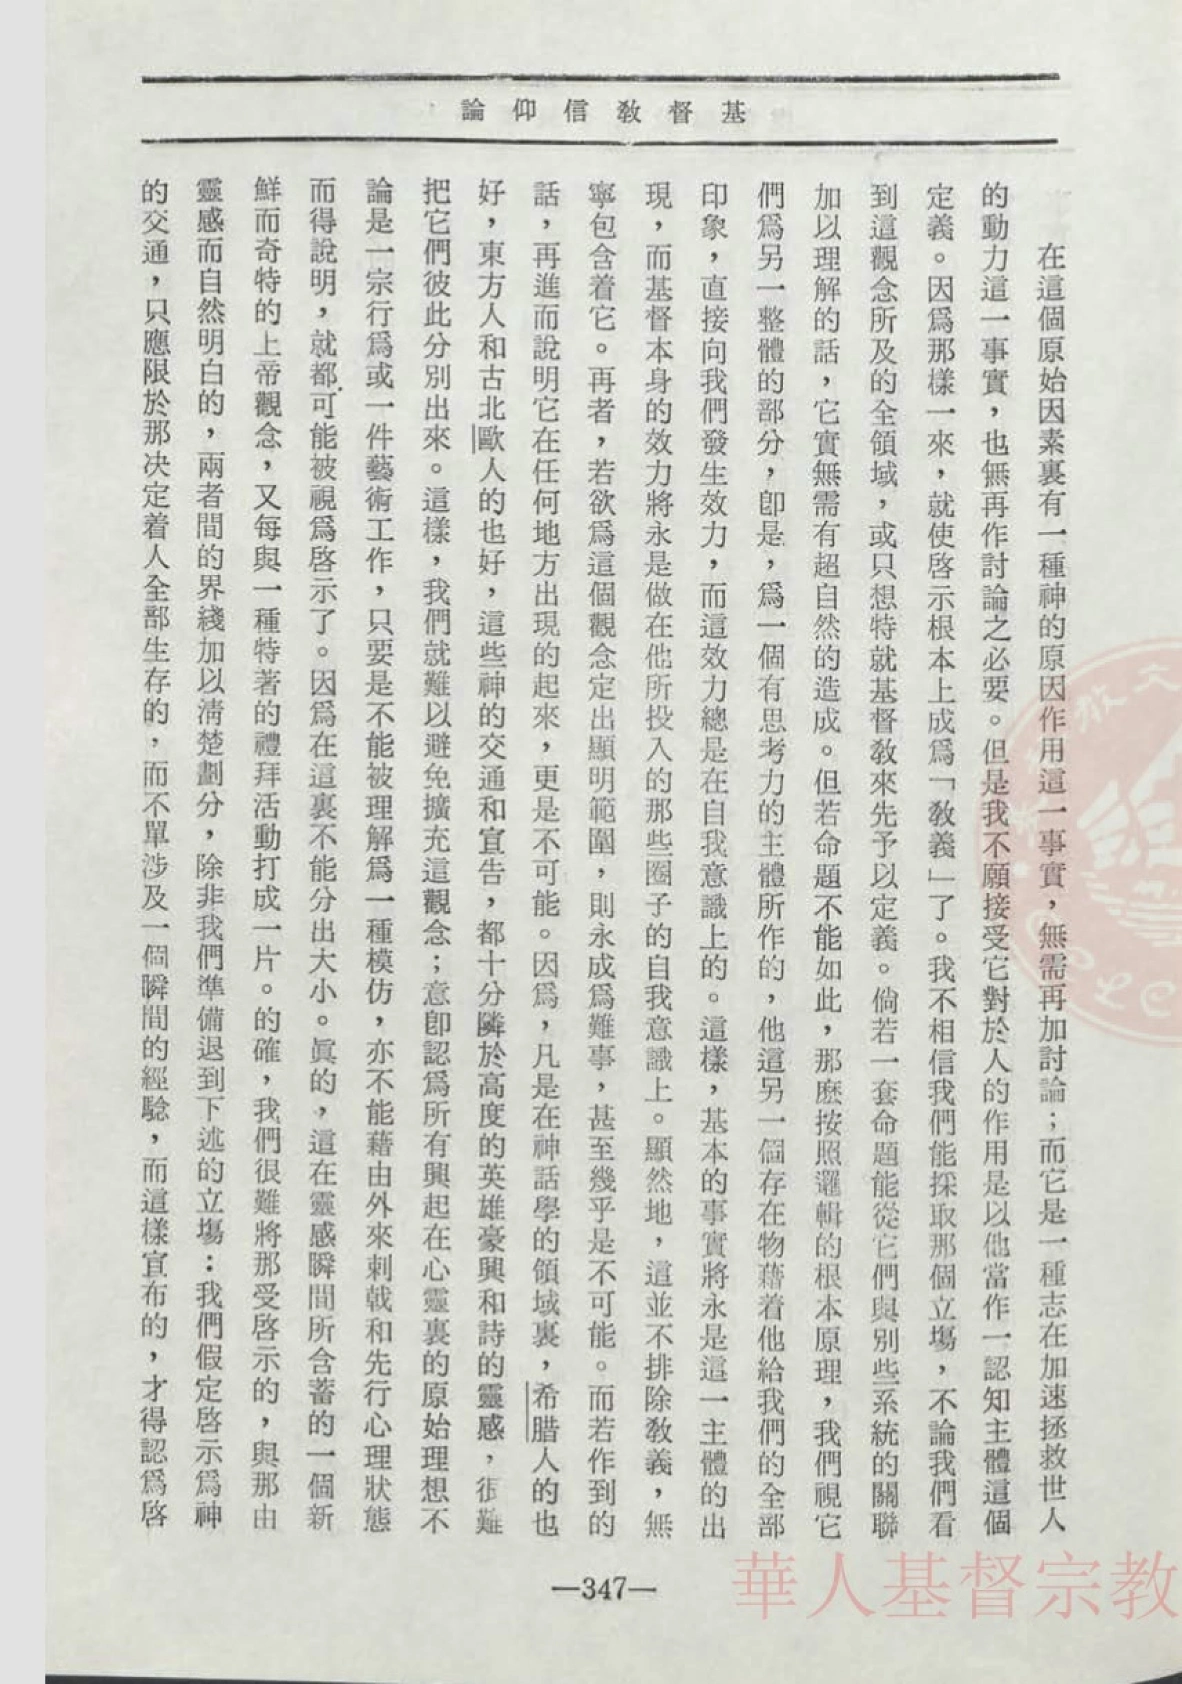 基督敎信仰論
在這個原始因素裏有一種神的原因作用這一事實，無需再加討論；而它是一種志在加速拯救世人
的動力這一事實，也無再作討論之必要。但是我不願接受它對於人的作用是以他當作一認知主體這個
定義。因爲那樣一來，就使啓示根本上成爲「敎義」了。我不相信我們能採取那個立塲，不論我們看
到這觀念所及的全領域，或只想特就基督敎來先予以定義。倘若一套命題能從它們與別些系統的關聯
加以理解的話，它實無需有超自然的造成。但若命題不能如此，那麽按照邏輯的根本原理，我們視它
們爲另一整體的部分，卽是，爲一個有思考力的主體所作的，他這另一個存在物藉着他給我們的全部
印象，直接向我們發生效力，而這效力總是在自我意識上的。這樣，基本的事實將永是這一主體的出
現，而基督本身的效力將永是做在他所投入的那些圈子的自我意識上。顯然地，這並不排除敎義，無
寧包含着它。再者，若欲爲這個觀念定出顯明範圍，則永成爲難事，甚至幾乎是不可能。而若作到的
話，再進而說明它在任何地方出現的起來，更是不可能。因爲，凡是在神話學的領域裏，希腊人的也
好，東方人和古北歐人的也好，這些神的交通和宣告，都十分隣於高度的英雄豪興和詩的靈感，很難
把它們彼此分別出來。這樣，我們就難以避免擴充這觀念；意卽認爲所有興起在心靈裏的原始理想不
論是一宗行爲或一件藝術工作，只要是不能被理解爲一種模仿，亦不能藉由外來刺戟和先行心理狀態
而得說明，就都可能被視爲啓示了。因爲在這裏不能分出大小。眞的，這在靈感瞬間所含蓄的一個新
鮮而奇特的上帝觀念，又每與一種特著的禮拜活動打成一片。的確，我們很難將那受啓示的，與那由
靈感而自然明白的，兩者間的界綫加以淸楚劃分，除非我們準備退到下述的立塲：我們假定啓示爲神
的交通，只應限於那决定着人全部生存的，而不單涉及一個瞬間的經騐，而這樣宣布的，才得認爲啓
—347—
華人基督宗教